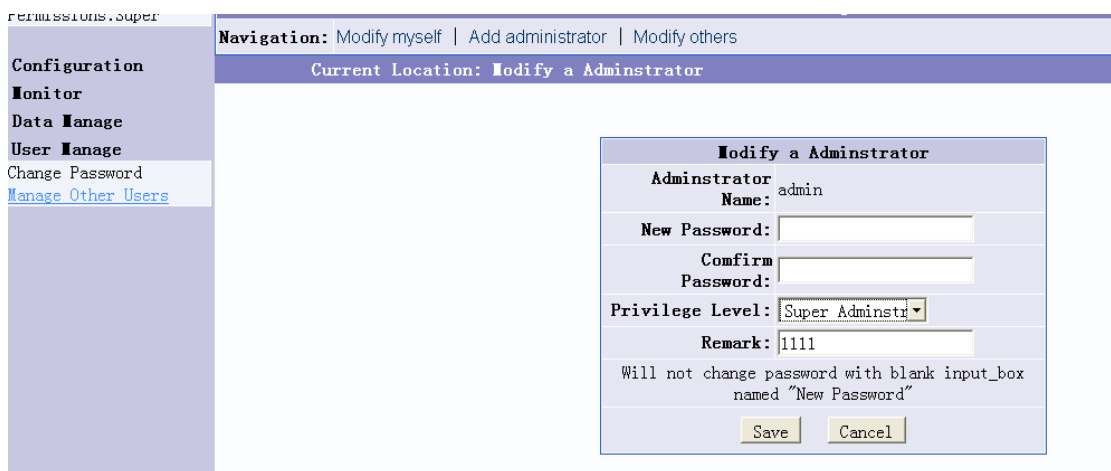 Permissions.Super
Navigation: Modify myself | Add administrator | Modify others
Configuration
Current Location: Modify a Adminstrator
Monitor
Data Manage
User Manage
Change Password
Manage Other Users
Modify a Adminstrator
Adminstrator
Name: admin
New Password:
Comfirm
Password:
Privilege Level: Super Adminstr
Remark: 1111
Will not change password with blank input_box
named "New Password"
Save Cancel